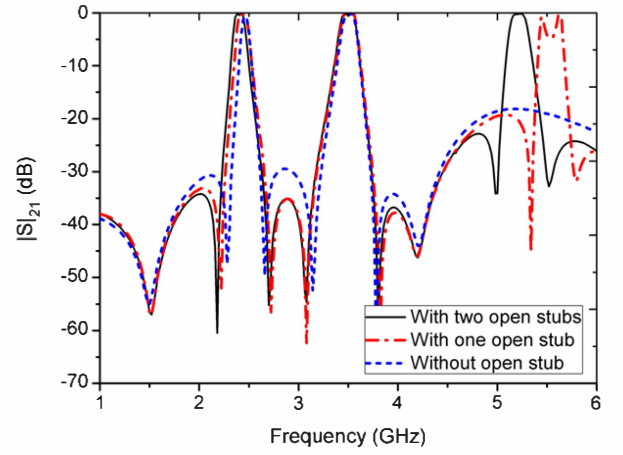 0
-10
-20
-30
-40
-50
-60
-70
|S|21 (dB)
With two open stubs
With one open stub
Without open stub
1 2 3 4 5 6
Frequency (GHz)